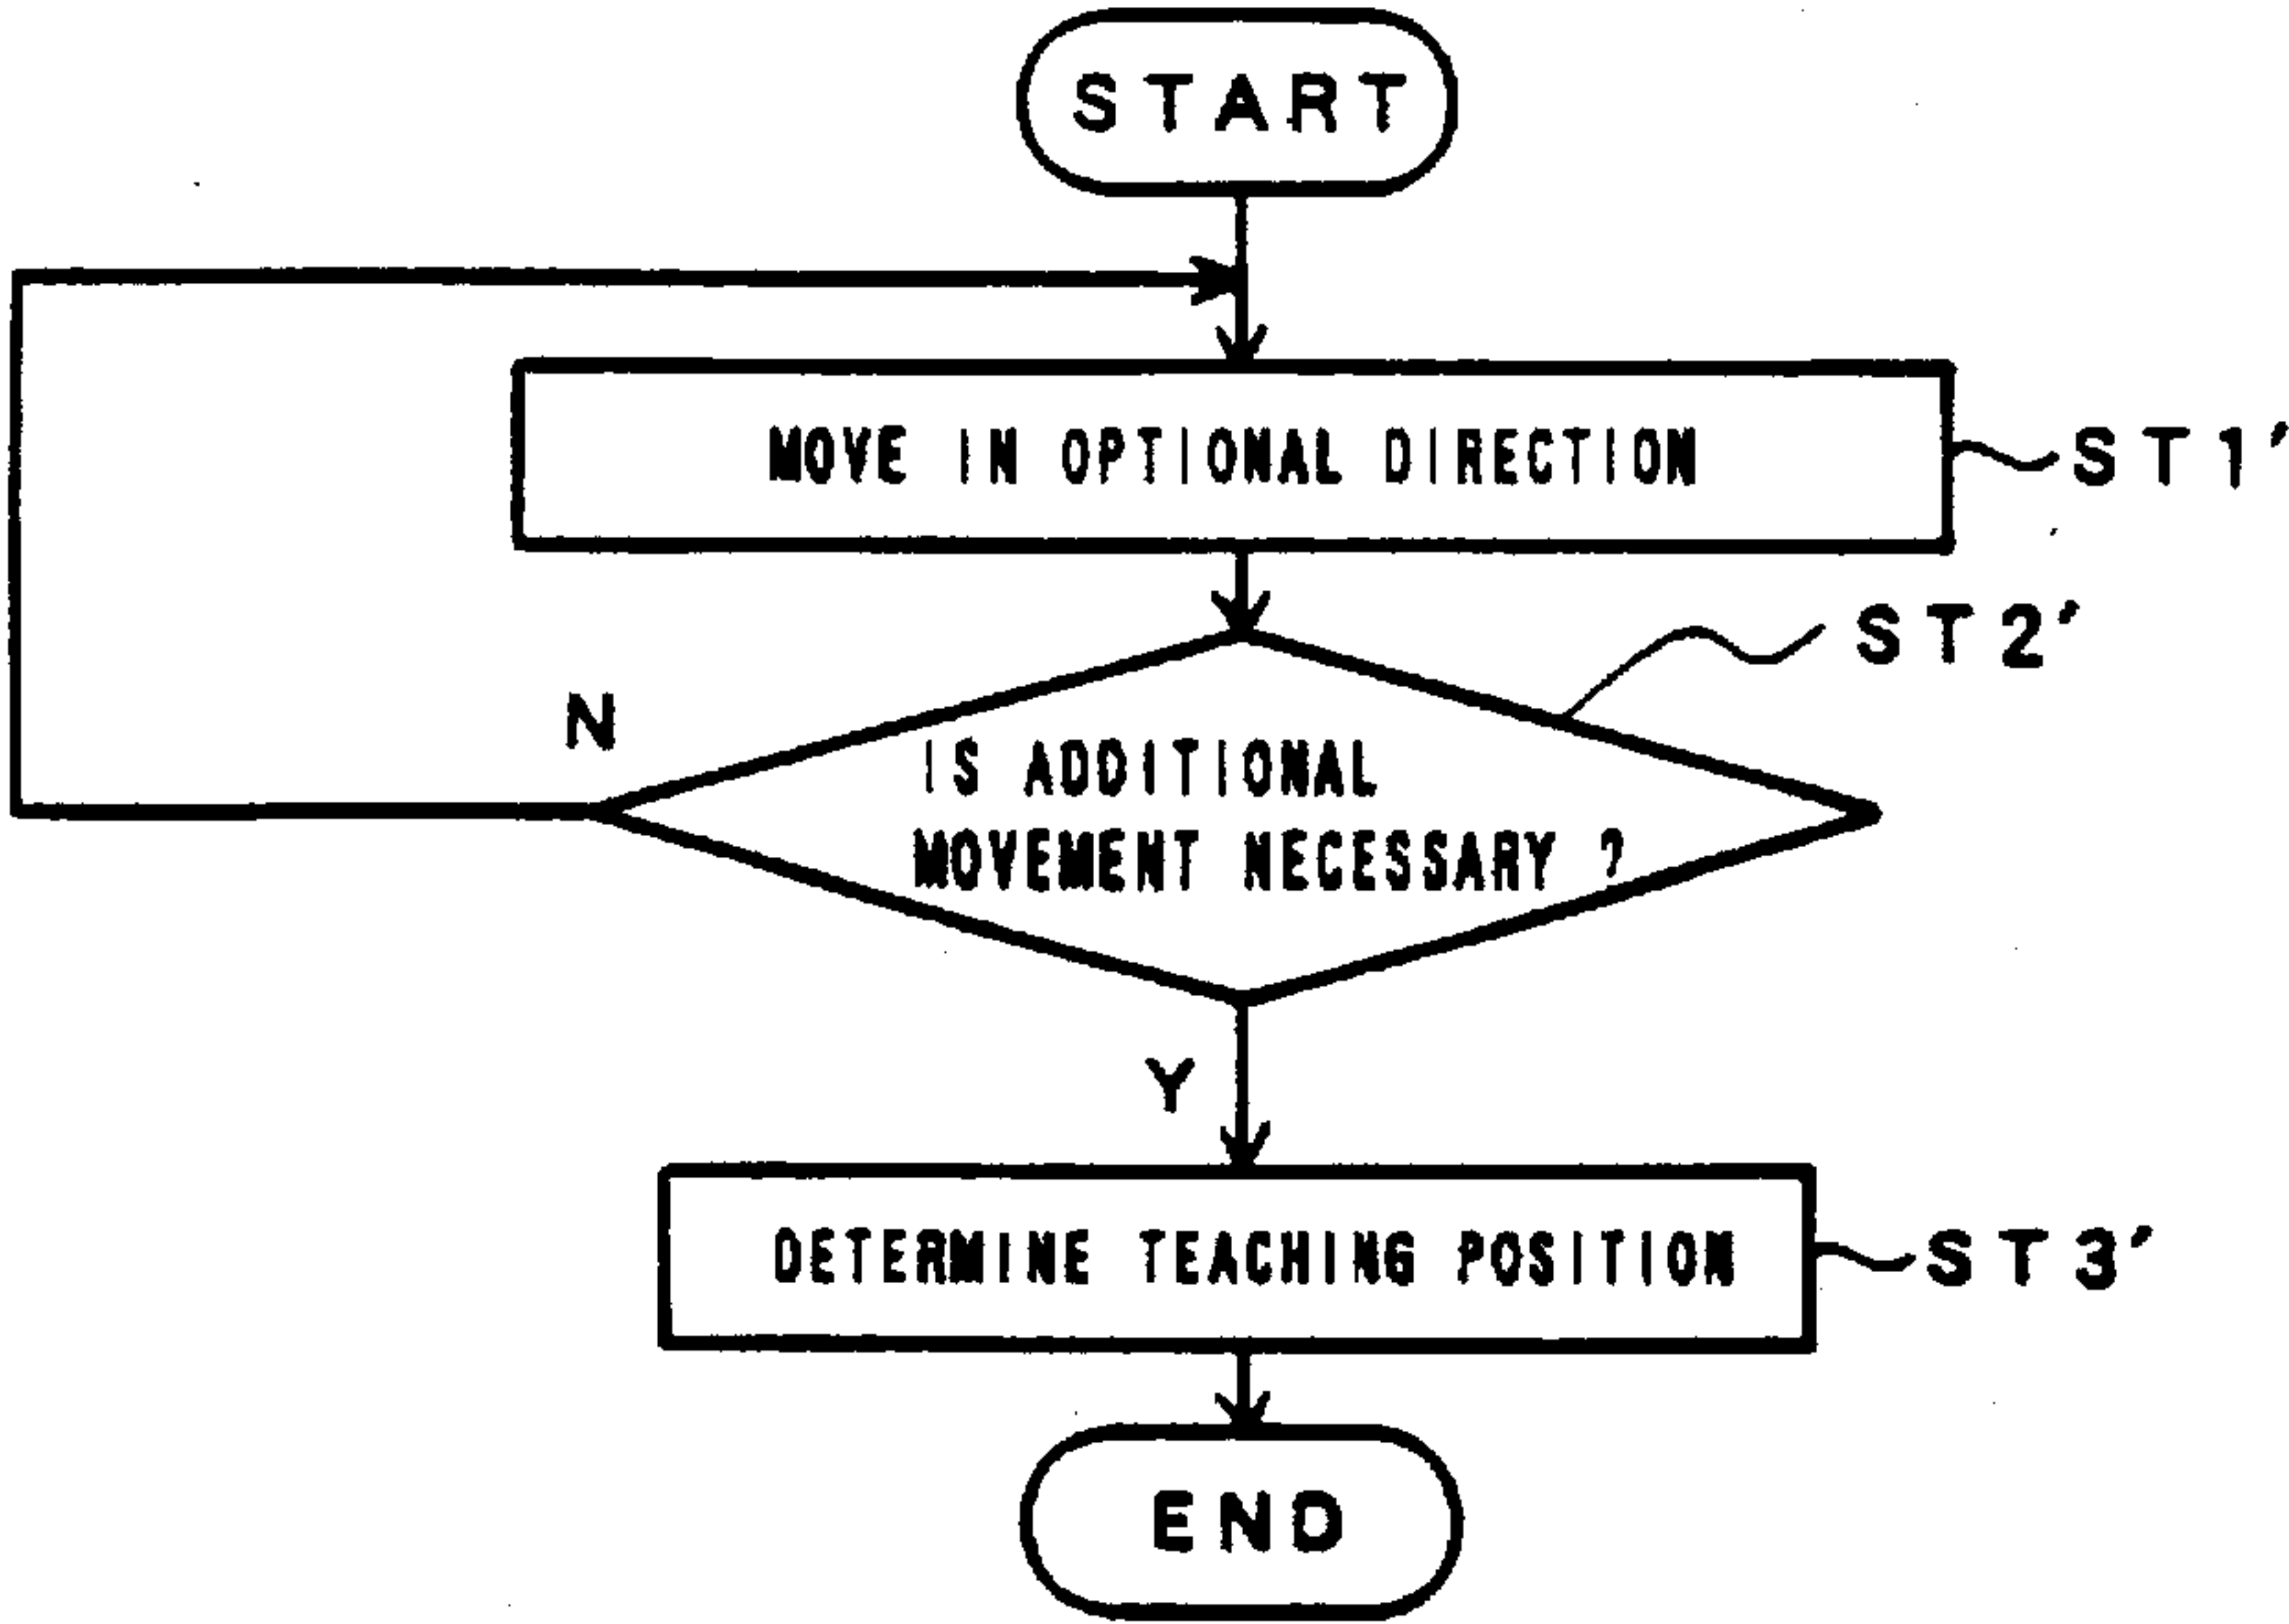 START
MOVE IN OPTIONAL DIRECTION
ST1′
ST2′
N
IS ADDITIONAL
MOVEMENT NECESSARY ?
Y
DETERMINE TEACHING POSITION
ST3′
END